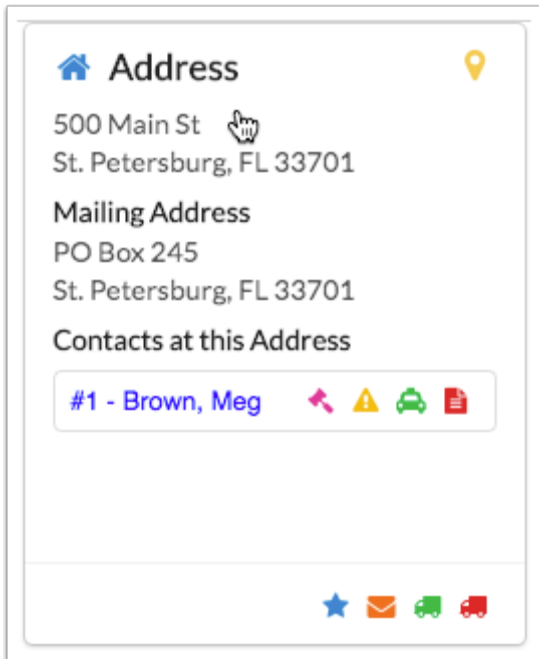 Address
500 Main St
St. Petersburg, FL 33701
Mailing Address
PO Box 245
St. Petersburg, FL 33701
Contacts at this Address
#1 - Brown, Meg